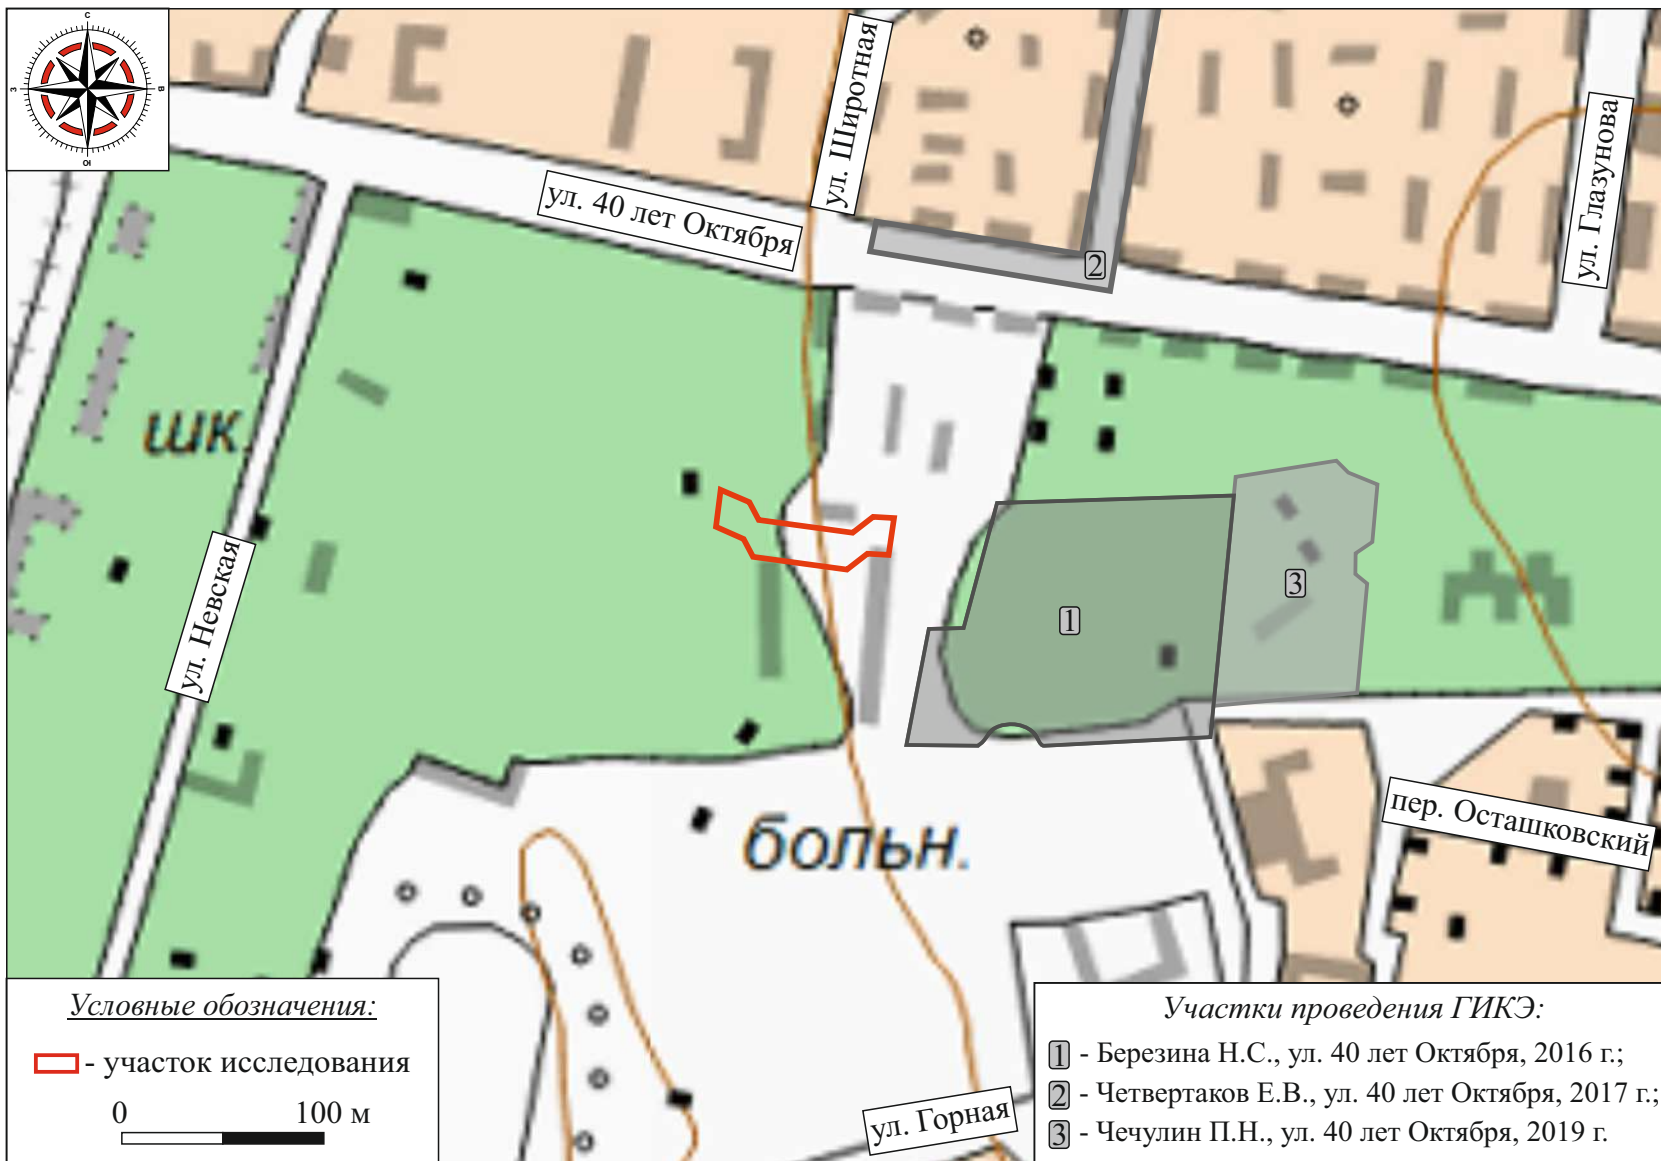 С
З
В
Ю
ул. Широтная
ул. Глазунова
ул. 40 лет Октября
2
шк.
ул. Невская
1
3
пер. Осташковский
больн.
ул. Горная
Условные обозначения:
- участок исследования
0 100 м
Участки проведения ГИКЭ:
1 - Березина Н.С., ул. 40 лет Октября, 2016 г.;
2 - Четвертаков Е.В., ул. 40 лет Октября, 2017 г.;
3 - Чечулин П.Н., ул. 40 лет Октября, 2019 г.